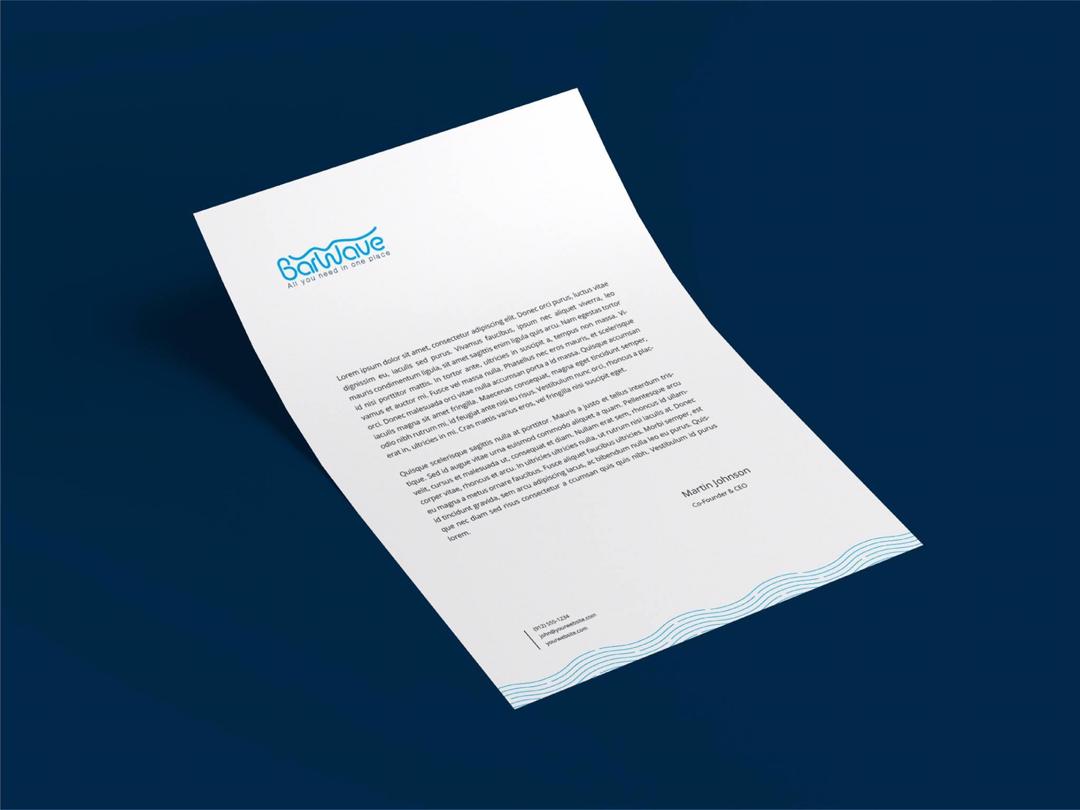 BarWave
All you need in one place
Lorem ipsum dolor sit amet, consectetur adipiscing elit. Donec orci purus, luctus vitae
dignissim eu, iaculis sed purus. Vivamus faucibus, ipsum nec aliquet viverra, leo
mauris condimentum ligula, sit amet sagittis enim ligula quis arcu. Nam egestas tortor
id nisi porttitor mattis. In tortor ante, ultricies in suscipit a, tempus non massa. Vi-
vamus et auctor mi. Fusce vel massa nulla. Phasellus nec eros mauris, et scelerisque
orci. Donec malesuada orci vitae nulla accumsan porta a id massa. Quisque accumsan
iaculis magna sit amet fringilla. Maecenas consequat, magna eget tincidunt semper,
odio nibh rutrum mi, id feugiat ante nisi eu risus. Vestibulum nunc orci, rhoncus a plac-
erat in, ultricies in mi. Cras mattis varius eros, vel fringilla nisi suscipit eget.
Quisque scelerisque sagittis nulla at porttitor. Mauris a justo et tellus interdum tris-
tique. Sed id augue vitae urna euismod commodo aliquet a quam. Pellentesque arcu
velit, cursus et malesuada ut, consequat et diam. Nullam erat sem, rhoncus id ullam-
corper vitae, rhoncus et arcu. In ultricies ultricies nulla, ut rutrum nisi iaculis at. Donec
eu magna a metus ornare faucibus. Fusce aliquet faucibus ultricies. Morbi semper, est
id tincidunt gravida, sem arcu adipiscing lacus, ac bibendum nulla leo eu purus. Quis-
que nec diam sed risus consectetur a ccumsan quis quis nibh. Vestibulum id purus
lorem.
Martin Johnson
Co-Founder & CEO
(912) 555-1234
john@yourwebsite.com
yourwebsite.com